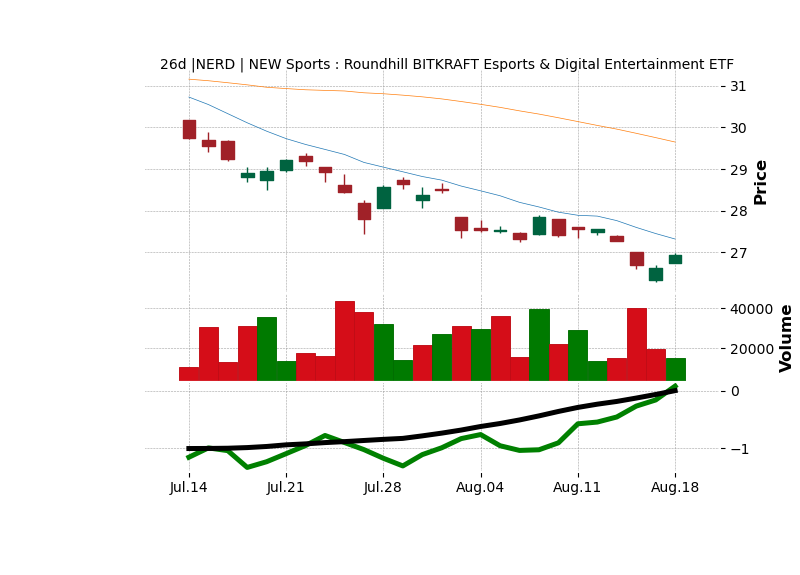 26d |NERD | NEW Sports : Roundhill BITKRAFT Esports & Digital Entertainment ETF
31
30
29
28
27
Price
40000
20000
Volume
0
−1
Jul.14 Jul.21 Jul.28 Aug.04 Aug.11 Aug.18